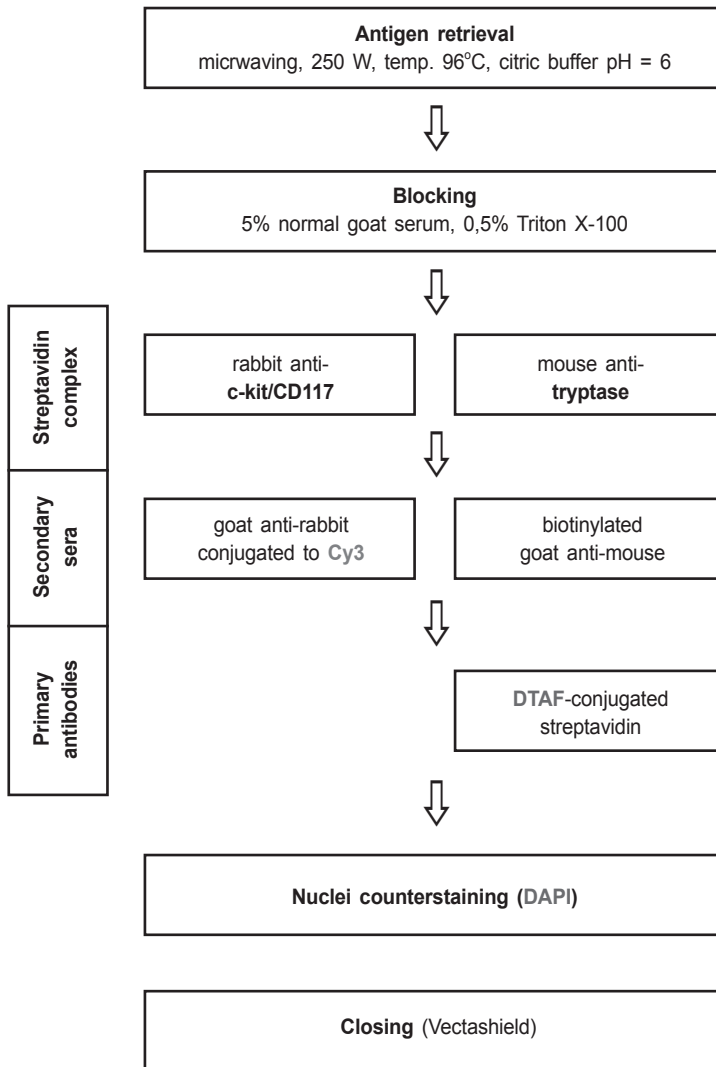 Antigen retrieval
micrwaving, 250 W, temp. 96°C, citric buffer pH = 6
Blocking
5% normal goat serum, 0,5% Triton X-100
Streptavidin
complex
rabbit anti-
c-kit/CD117
mouse anti-
tryptase
Secondary
sera
goat anti-rabbit
conjugated to Cy3
biotinylated
goat anti-mouse
Primary
antibodies
DTAF-conjugated
streptavidin
Nuclei counterstaining (DAPI)
Closing (Vectashield)